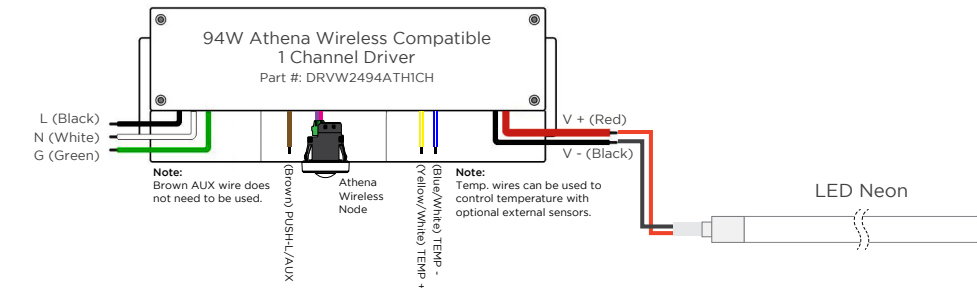 94W Athena Wireless Compatible
1 Channel Driver
Part #: DRVW2494ATH1CH
L (Black)
N (White)
G (Green)
Note:
Brown AUX wire does
not need to be used.
(Brown) PUSH-L/AUX
Athena
Wireless
Node
(Yellow/White) TEMP +
(Blue/White) TEMP -
Note:
Temp. wires can be used to
control temperature with
optional external sensors.
V + (Red)
V - (Black)
LED Neon